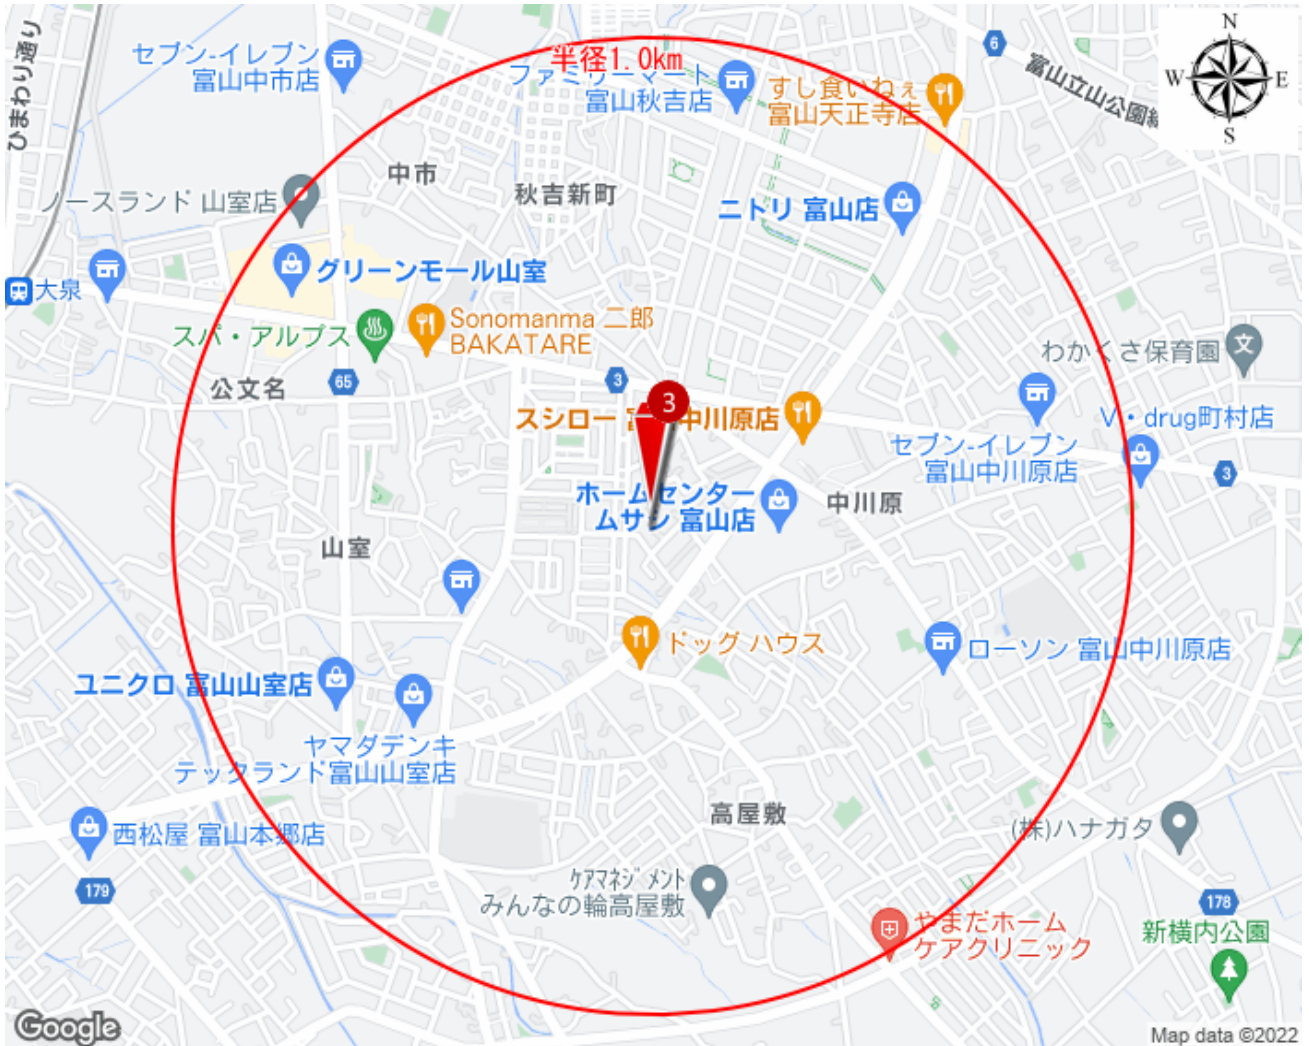 ひまわり通り
セブン-イレブン
富山中市店
半径1.0km
ファミリーマート
富山秋吉店
すし食いねぇ
富山天正寺店
6
富山立山公園線
N
W
E
S
中市
秋吉新町
ノースランド 山室店
ニトリ 富山店
グリーンモール山室
大泉
Sonomanma 二郎
BAKATARE
スパ・アルプス
わかくさ保育園
文
公文名
65
3
3
スシロー 富
中川原店
V・drug町村店
セブン-イレブン
富山中川原店
3
ホームセンター
ムサシ 富山店
中川原
山室
ドッグ ハウス
ローソン 富山中川原店
ユニクロ 富山山室店
ヤマダデンキ
テックランド富山山室店
高屋敷
西松屋 富山本郷店
(株)ハナガタ
179
ケアマネジメント
みんなの輪高屋敷
178
やまだホーム
ケアクリニック
新横内公園
Google
Map data ©2022